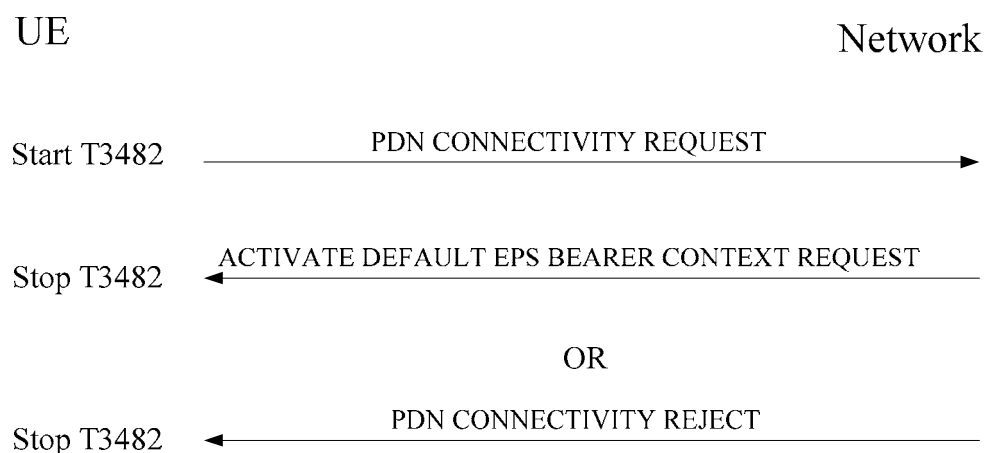 UE
Network
Start T3482
PDN CONNECTIVITY REQUEST
ACTIVATE DEFAULT EPS BEARER CONTEXT REQUEST
Stop T3482
OR
PDN CONNECTIVITY REJECT
Stop T3482